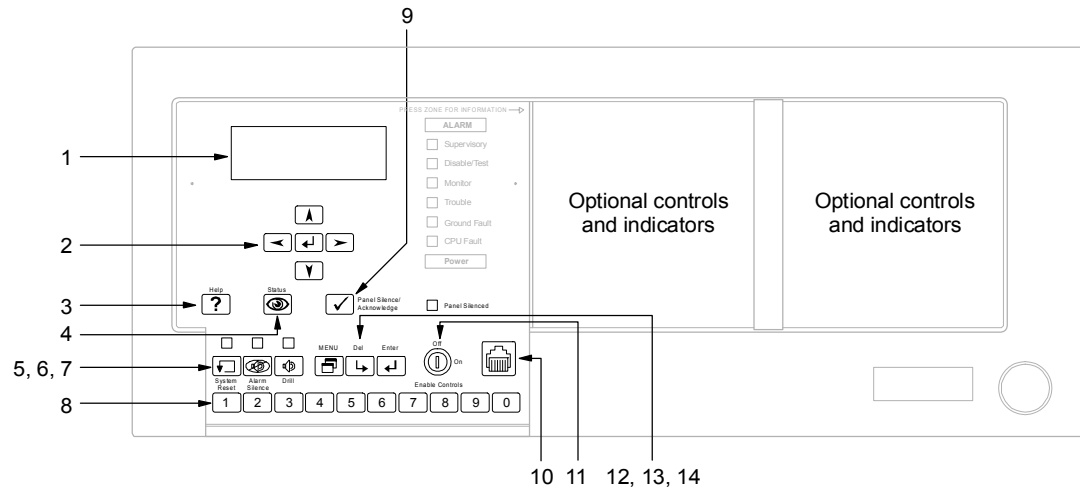 9
PRESS ZONE FOR INFORMATION
ALARM
1
Supervisory
Disable/Test
Monitor
Trouble
Ground Fault
CPU Fault
Power
Optional controls
and indicators
Optional controls
and indicators
2
Help
?
Status
3
Panel Silence/
Acknowledge
Panel Silenced
4
MENU
Del
Enter
Off
On
5, 6, 7
System
Reset
Alarm
Silence
Drill
Enable Controls
8
1 2 3 4 5 6 7 8 9 0
10 11 12, 13, 14